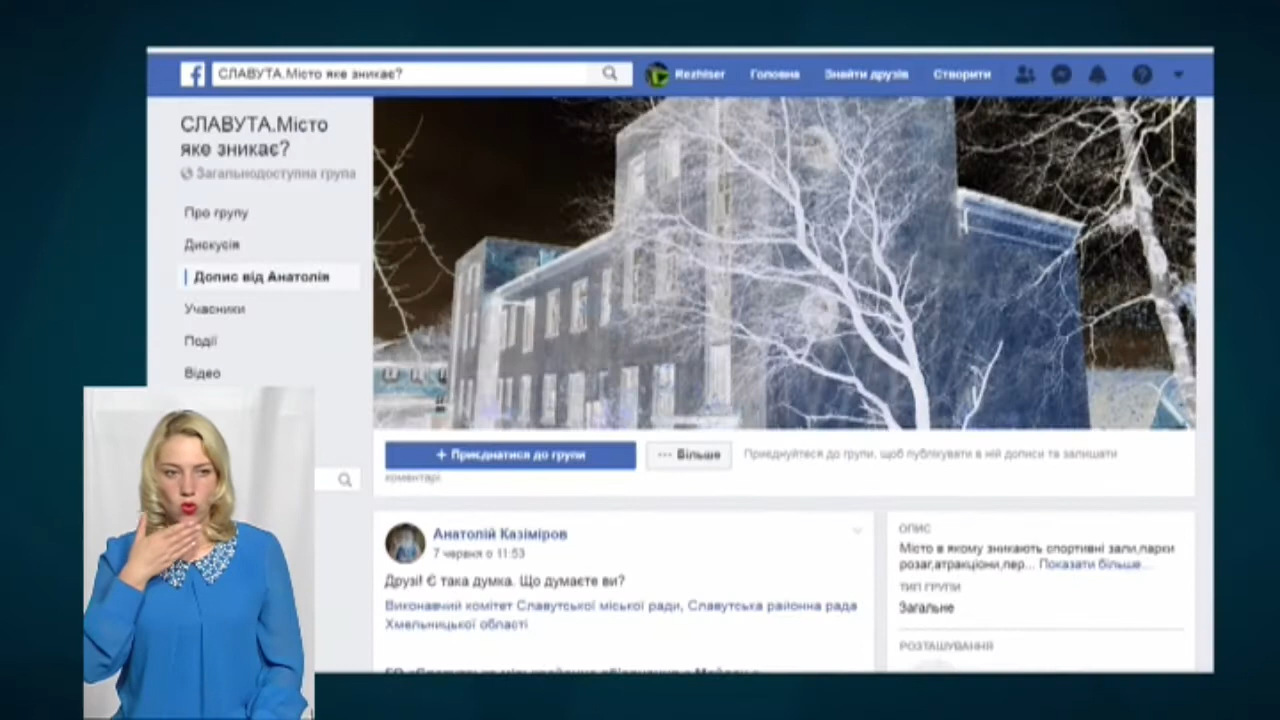 СЛАВУТА.Місто яке зникає?
Rezhiser
Головна
Знайти друзів
Створити
СЛАВУТА.Місто
яке зникає?
Загальнодоступна група
Про групу
Дискусія
Допис від Анатолія
Учасники
Події
Відео
+ Приєднатися до групи
··· Більше
Приєднуйтеся до групи, щоб публікувати в ній дописи та залишати
коментарі.
Анатолій Казіміров
7 червня о 11:53
Друзі! Є така думка. Що думаєте ви?
Виконавчий комітет Славутської міської ради, Славутська районна рада
Хмельницької області
ОПИС
Місто в якому зникають спортивні зали,парки
розаг,атракціони,пер... Показати більше...
ТИП ГРУПИ
Загальне
РОЗТАШУВАННЯ